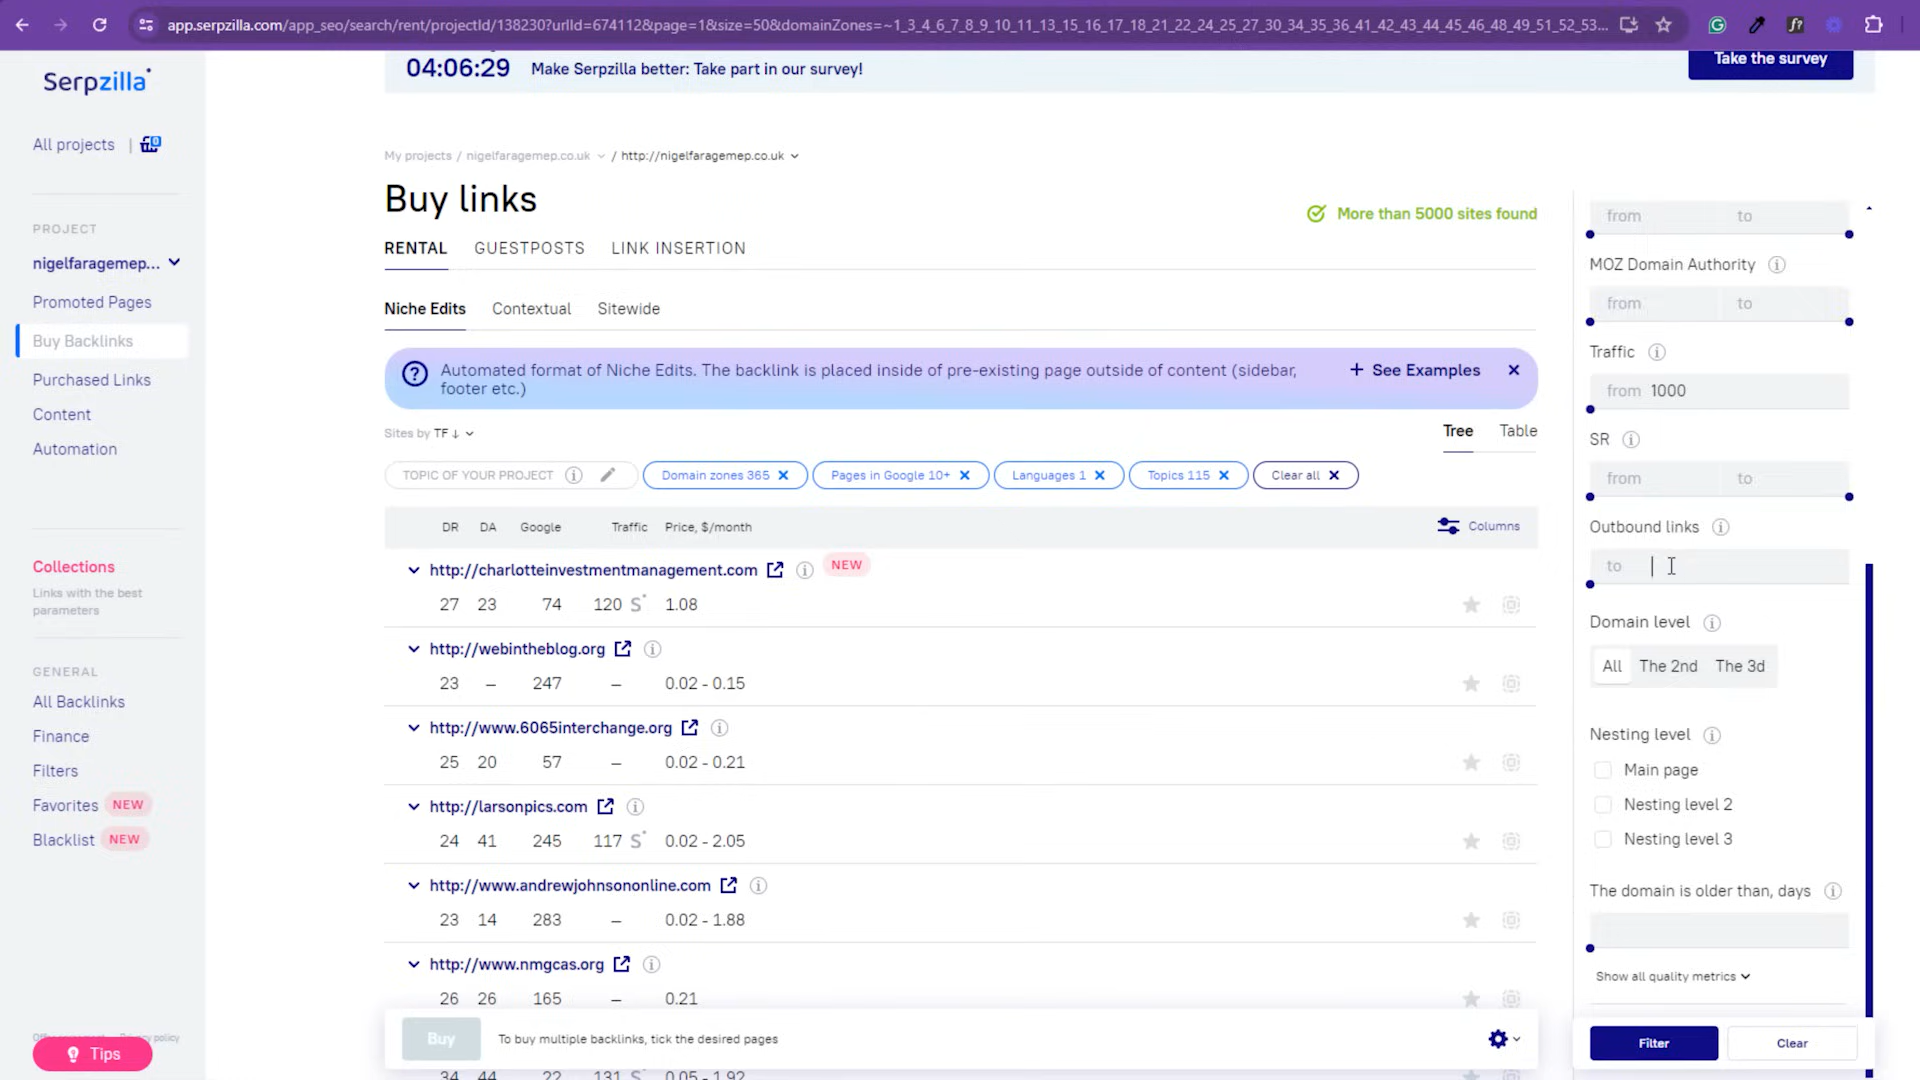 app.serpzilla.com/app_seo/search/rent/projectId/138230?urlId=674112&page=1&size=50&domainZones=~1_3_4_6_7_8_9_10_11_13_15_16_17_18_21_22_24_25_27_30_34_35_36_41_42_43_44_45_46_48_49_51_52_53...
Serpzilla
04:06:29 Make Serpzilla better: Take part in our survey!
Take the survey
All projects | 0
PROJECT
nigelfaragemep...
Promoted Pages
Buy Backlinks
Purchased Links
Content
Automation
Collections
Links with the best
parameters
GENERAL
All Backlinks
Finance
Filters
Favorites NEW
Blacklist NEW
Privacy policy
Tips
My projects / nigelfaragemep.co.uk / http://nigelfaragemep.co.uk
Buy links
More than 5000 sites found
RENTAL GUESTPOSTS LINK INSERTION
Niche Edits Contextual Sitewide
Automated format of Niche Edits. The backlink is placed inside of pre-existing page outside of content (sidebar,
footer etc.)
+ See Examples
Sites by TF ↓
Tree Table
TOPIC OF YOUR PROJECT Domain zones 365 Pages in Google 10+ Languages 1 Topics 115 Clear all
DR DA Google Traffic Price, $/month Columns
http://charlotteinvestmentmanagement.com NEW
27 23 74 120 S 1.08
http://webintheblog.org
23 – 247 – 0.02 - 0.15
http://www.6065interchange.org
25 20 57 – 0.02 - 0.21
http://larsonpics.com
24 41 245 117 S 0.02 - 2.05
http://www.andrewjohnsononline.com
23 14 283 – 0.02 - 1.88
http://www.nmgcas.org
26 26 165 – 0.21
Buy To buy multiple backlinks, tick the desired pages
34 44 22 131 S 0.05 - 1.92
from to
MOZ Domain Authority
from to
Traffic
from 1000
SR
from to
Outbound links
to
Domain level
All The 2nd The 3d
Nesting level
Main page
Nesting level 2
Nesting level 3
The domain is older than, days
Show all quality metrics
Filter Clear